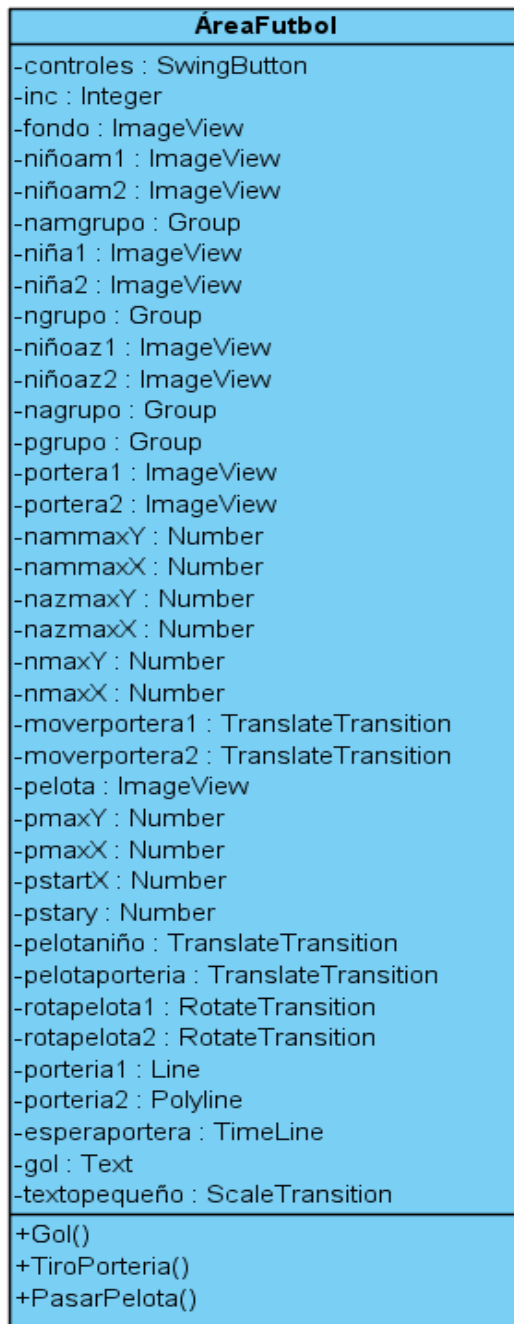 ÁreaFutbol
-controles : SwingButton
-inc : Integer
-fondo : ImageView
-niñoam1 : ImageView
-niñoam2 : ImageView
-namgrupo : Group
-niña1 : ImageView
-niña2 : ImageView
-ngrupo : Group
-niñoaz1 : ImageView
-niñoaz2 : ImageView
-nagrupo : Group
-pgrupo : Group
-portera1 : ImageView
-portera2 : ImageView
-nammaxY : Number
-nammaxX : Number
-nazmaxY : Number
-nazmaxX : Number
-nmaxY : Number
-nmaxX : Number
-moverportera1 : TranslateTransition
-moverportera2 : TranslateTransition
-pelota : ImageView
-pmaxY : Number
-pmaxX : Number
-pstartX : Number
-pstary : Number
-pelotaniño : TranslateTransition
-pelotaporteria : TranslateTransition
-rotapelota1 : RotateTransition
-rotapelota2 : RotateTransition
-porteria1 : Line
-porteria2 : Polyline
-esperaportera : TimeLine
-gol : Text
-textopequeño : ScaleTransition
+Gol()
+TiroPorteria()
+PasarPelota()